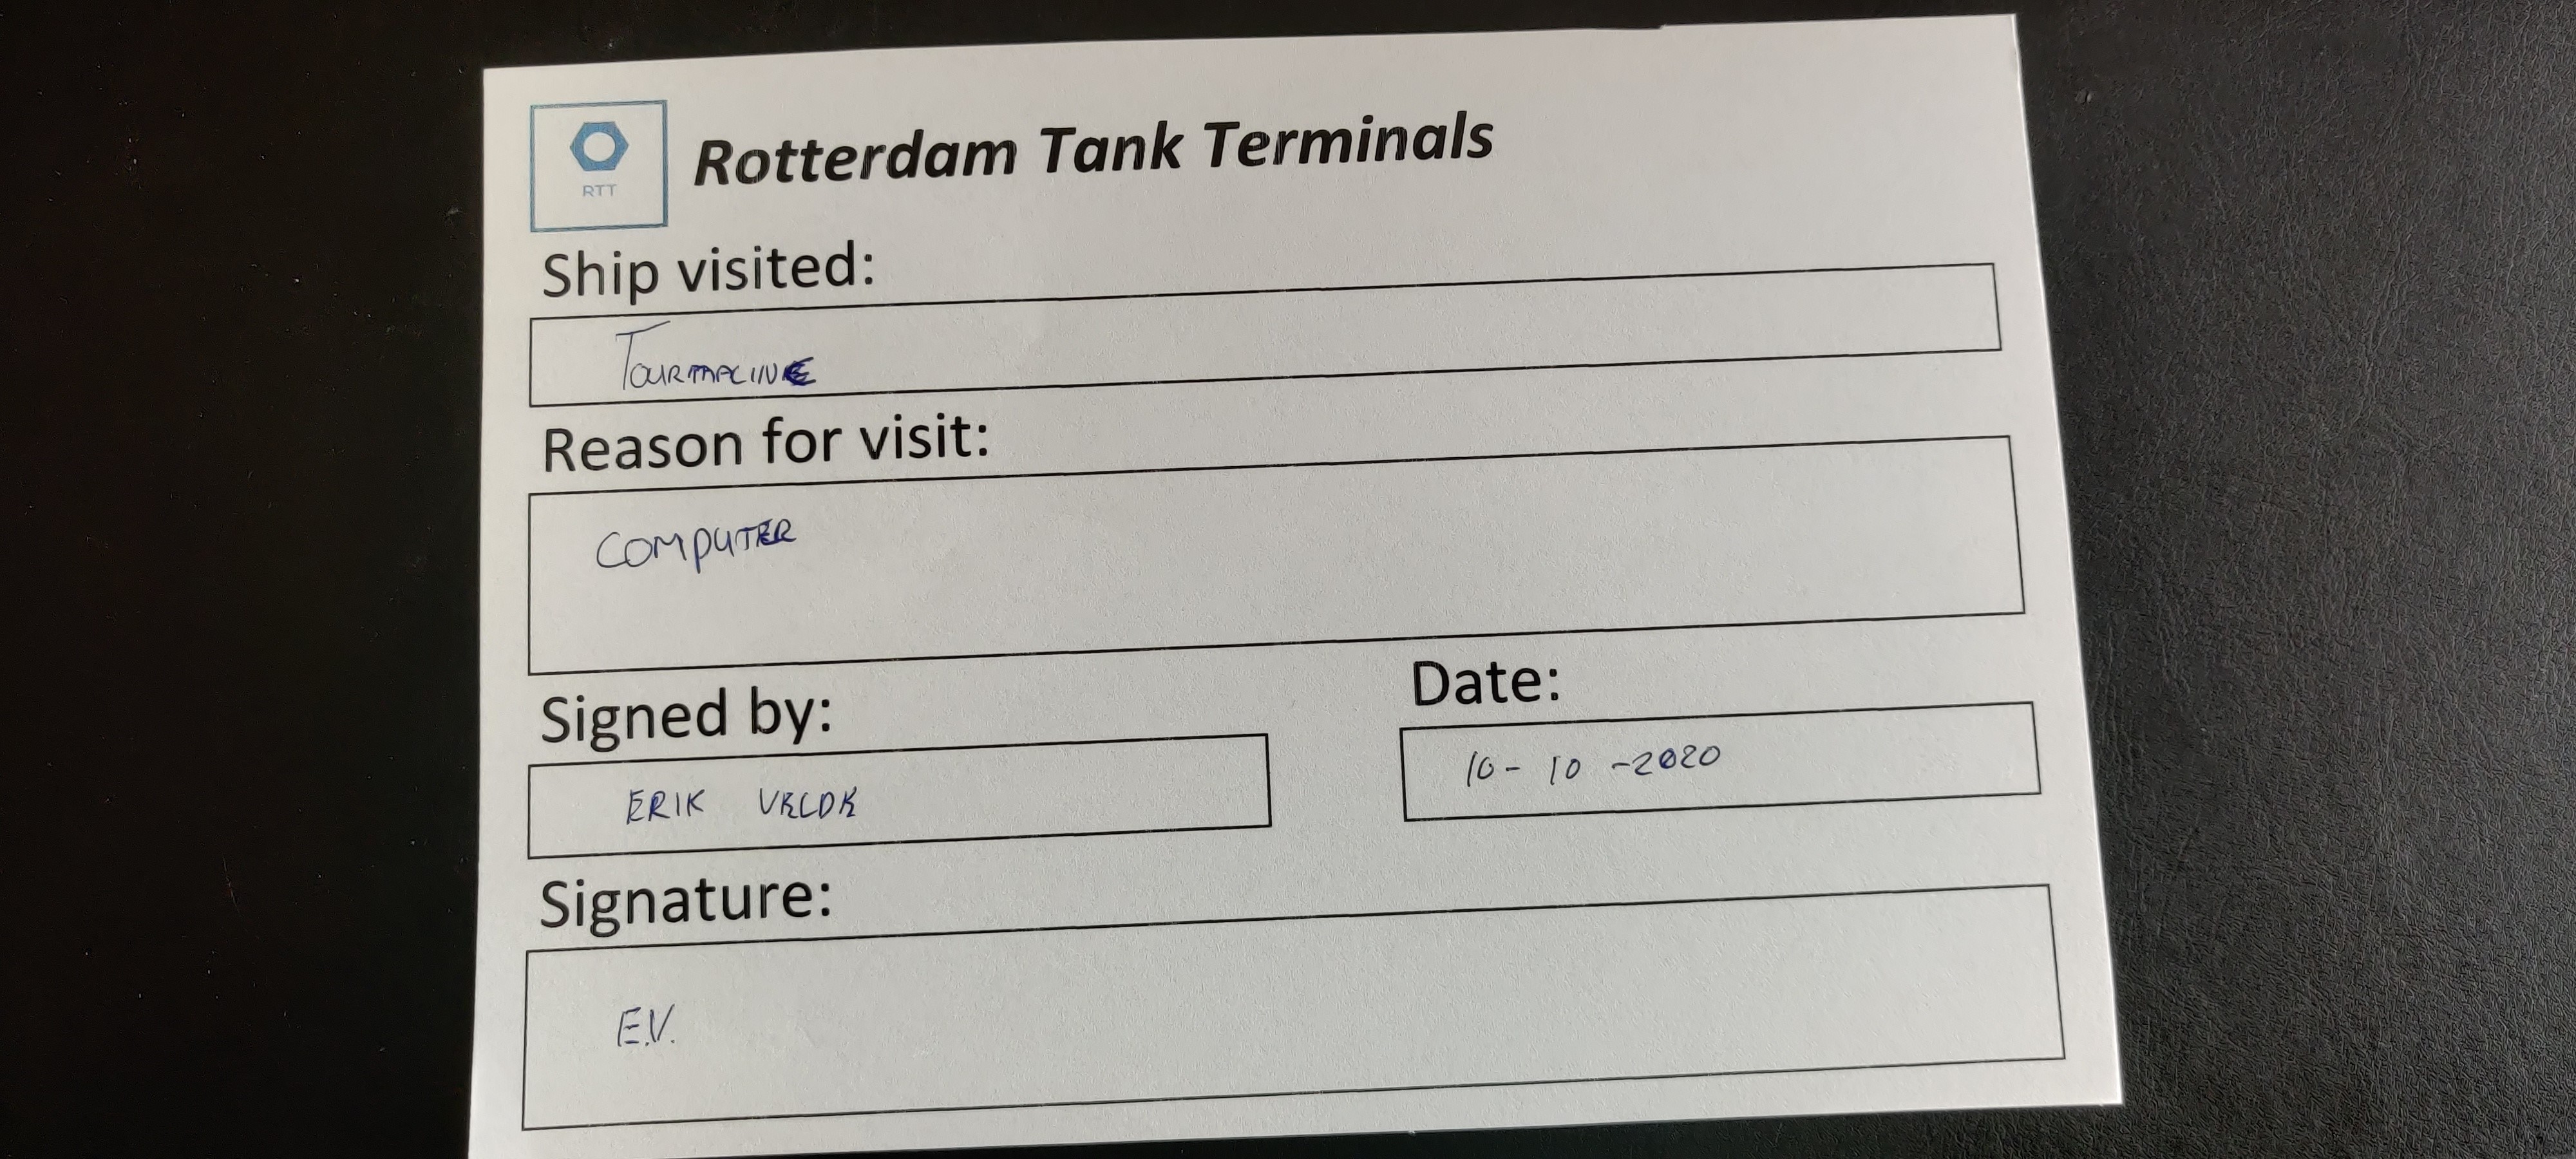 RTT
Rotterdam Tank Terminals
Ship visited:
TOURMALINE
Reason for visit:
COMPUTER
Signed by:
ERIK VELDE
Date:
10 - 10 - 2020
Signature:
E.V.